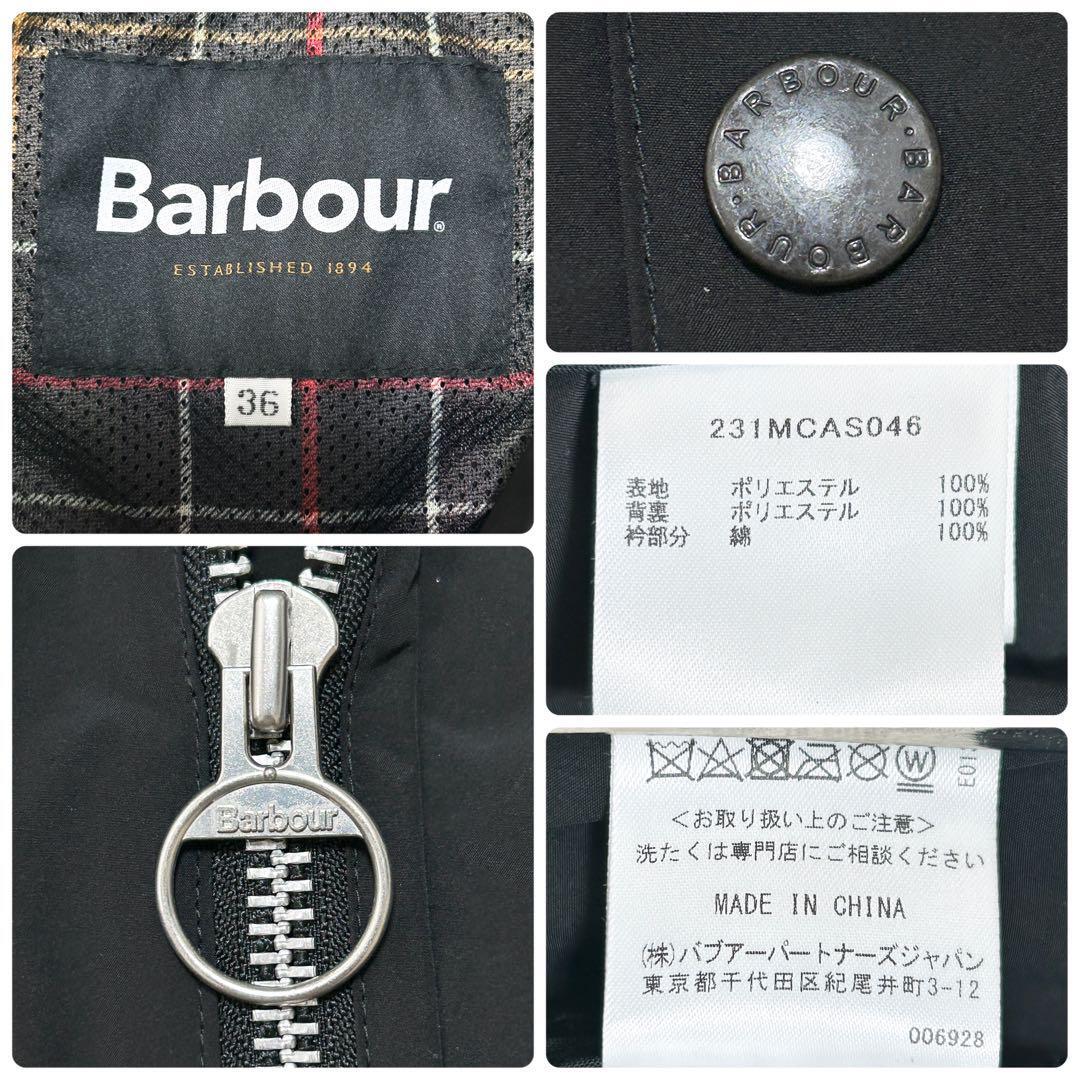 Barbour®
ESTABLISHED 1894
36
BARBOUR·BARBOUR·
231MCAS046
表地 ポリエステル 100%
背裏 ポリエステル 100%
衿部分 綿 100%
Barbour
W
<お取り扱い上のご注意>
洗たくは専門店にご相談ください
MADE IN CHINA
(株)バブアーパートナーズジャパン
東京都千代田区紀尾井町3-12
006928